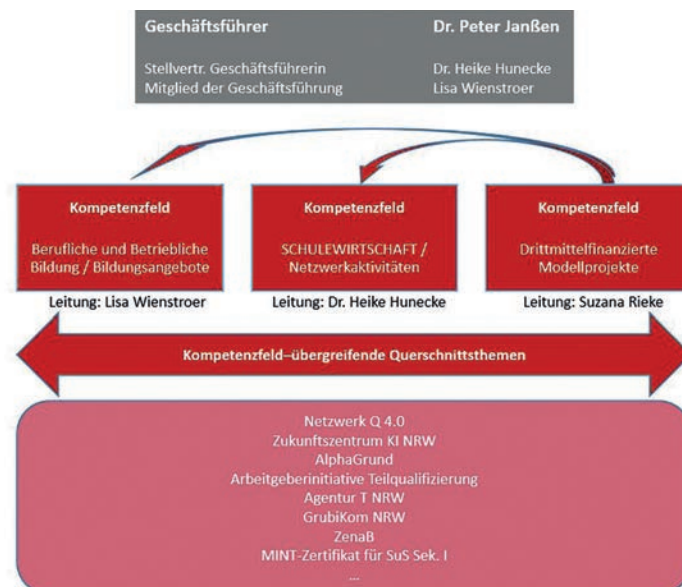 Geschäftsführer Dr. Peter Janßen
Stellvertr. Geschäftsführerin Dr. Heike Hunecke
Mitglied der Geschäftsführung Lisa Wienstroer
Kompetenzfeld
Berufliche und Betriebliche
Bildung / Bildungsangebote
Leitung: Lisa Wienstroer
Kompetenzfeld
SCHULEWIRTSCHAFT /
Netzwerkaktivitäten
Leitung: Dr. Heike Hunecke
Kompetenzfeld
Drittmittelfinanzierte
Modellprojekte
Leitung: Suzana Rieke
Kompetenzfeld–übergreifende Querschnittsthemen
Netzwerk Q 4.0
Zukunftszentrum KI NRW
AlphaGrund
Arbeitgeberinitiative Teilqualifizierung
Agentur T NRW
GrubiKom NRW
ZenaB
MINT-Zertifikat für SuS Sek. I
...